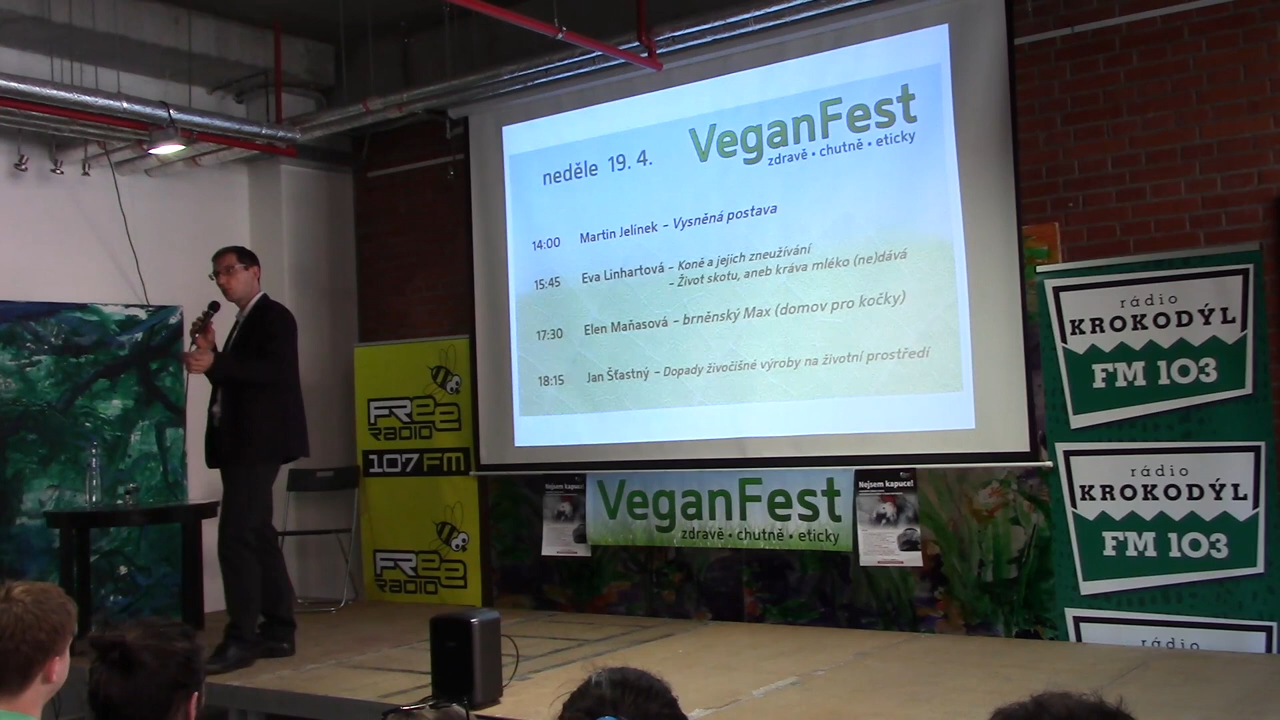 VeganFest
zdravě • chutně • eticky
neděle 19. 4.
14:00 Martin Jelínek – Vysněná postava
15:45 Eva Linhartová – Koně a jejich zneužívání
– Život skotu, aneb kráva mléko (ne)dává
17:30 Elen Maňasová – brněnský Max (domov pro kočky)
18:15 Jan Šťastný – Dopady živočišné výroby na životní prostředí
FREE
RADIO
107 FM
FREE
RADIO
Nejsem kapuce!
VeganFest
zdravě • chutně • eticky
Nejsem kapuce!
rádio
KROKODÝL
FM 103
rádio
KROKODÝL
FM 103
rádio